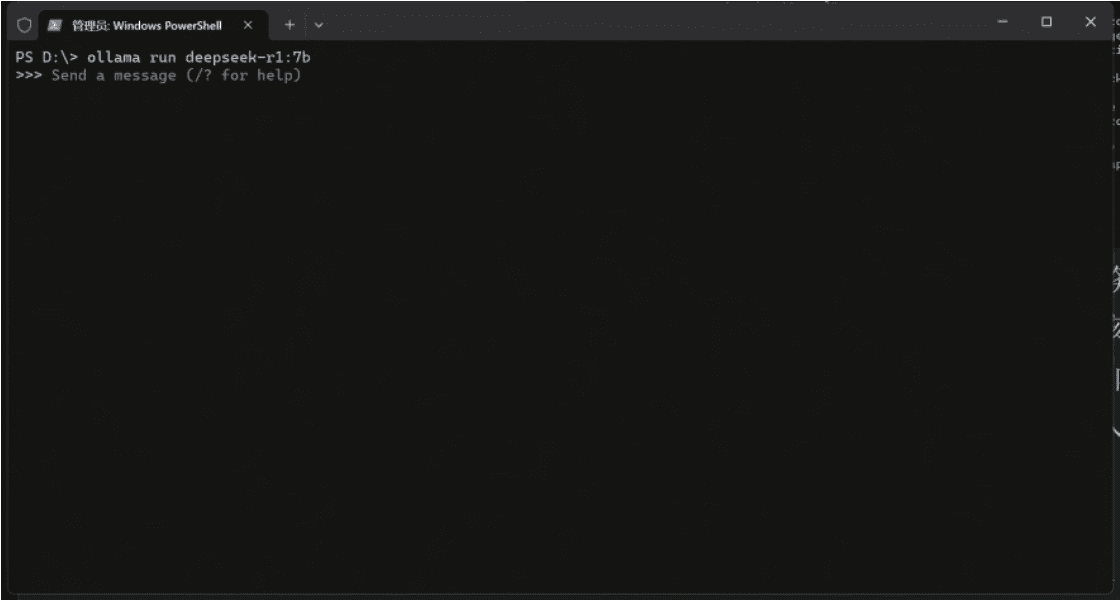 管理员: Windows PowerShell
PS D:\> ollama run deepseek-r1:7b
>>> Send a message (/? for help)